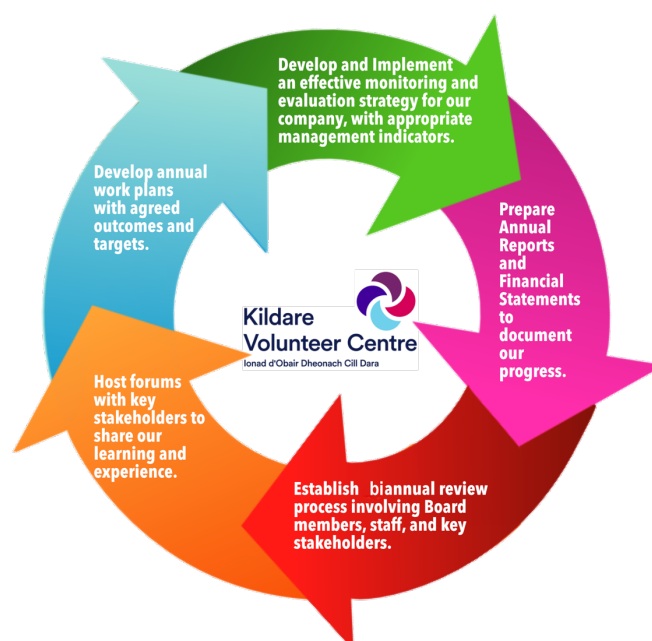 Develop and Implement
an effective monitoring and
evaluation strategy for our
company, with appropriate
management indicators.
Prepare
Annual
Reports
and
Financial
Statements
to
document
our
progress.
Establish biannual review
process involving Board
members, staff, and key
stakeholders.
Host forums
with key
stakeholders to
share our
learning and
experience.
Develop annual
work plans
with agreed
outcomes and
targets.
Kildare
Volunteer Centre
Ionad d'Obair Dheonach Cill Dara